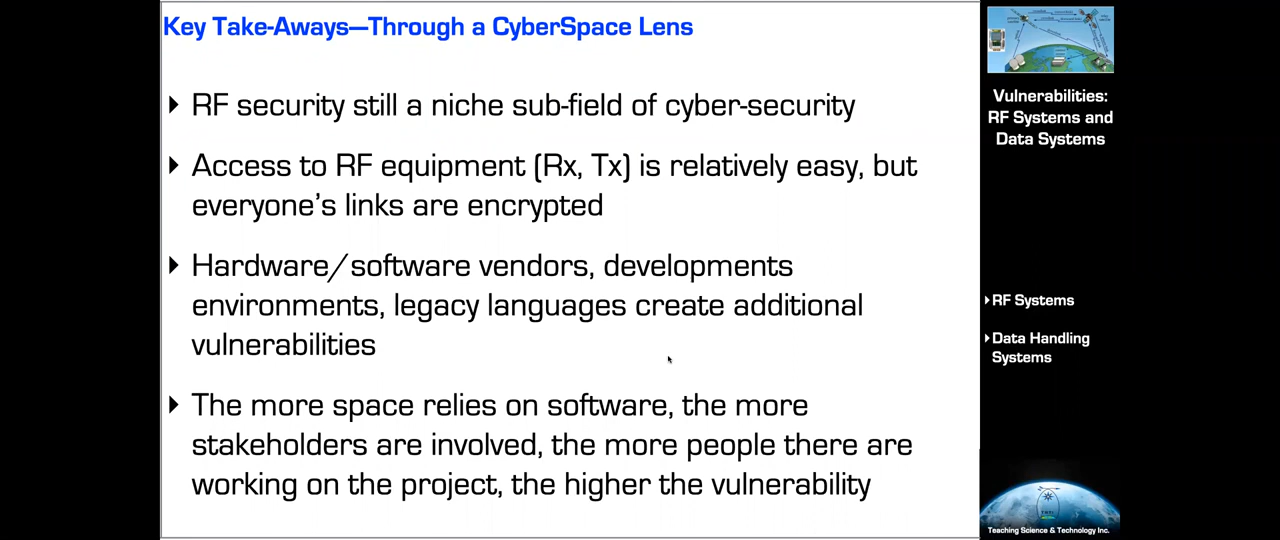 Key Take-Aways—Through a CyberSpace Lens
RF security still a niche sub-field of cyber-security
Access to RF equipment (Rx, Tx) is relatively easy, but
everyone's links are encrypted
Hardware/software vendors, developments
environments, legacy languages create additional
vulnerabilities
The more space relies on software, the more
stakeholders are involved, the more people there are
working on the project, the higher the vulnerability
Vulnerabilities:
RF Systems and
Data Systems
RF Systems
Data Handling
Systems
Teaching Science & Technology Inc.